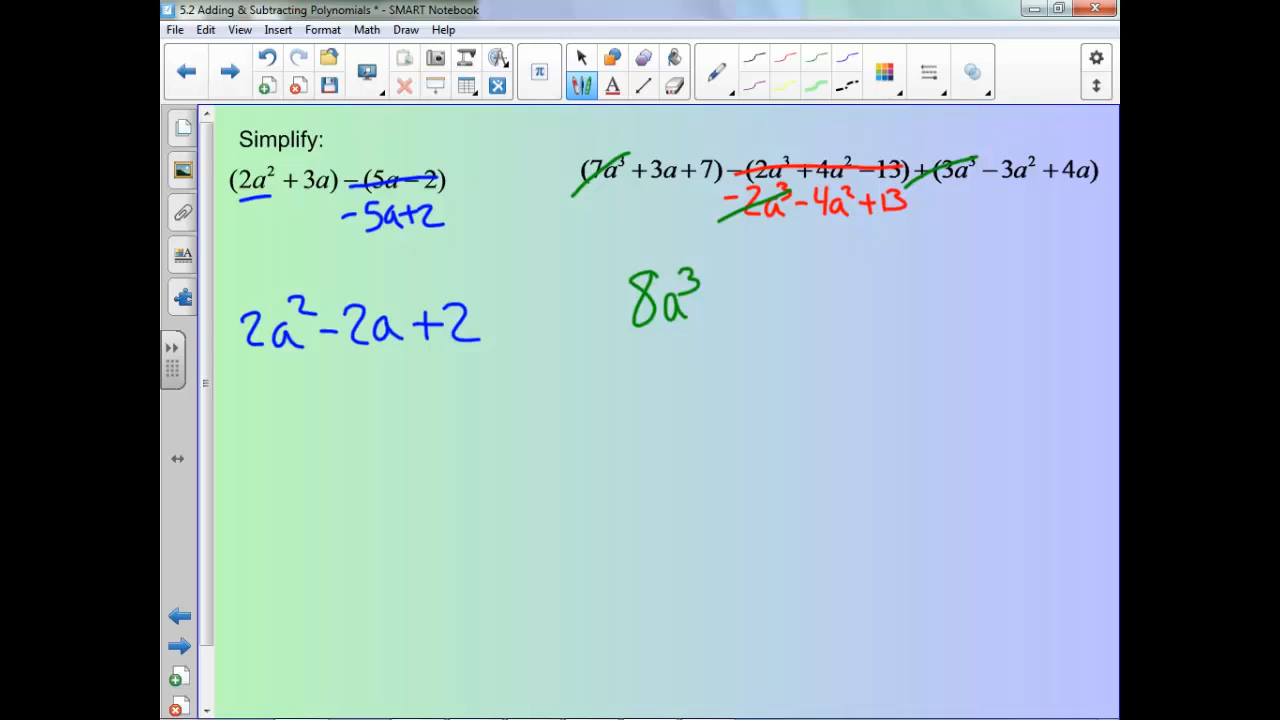 5.2 Adding & Subtracting Polynomials * - SMART Notebook
File Edit View Insert Format Math Draw Help
π
A
Simplify:
(2a² + 3a) − (5a − 2)
(7a³ + 3a + 7) − (2a³ + 4a² − 13) + (3a³ − 3a² + 4a)
- 5a + 2
- 2a³ - 4a² + 13
2a² - 2a + 2
8a³